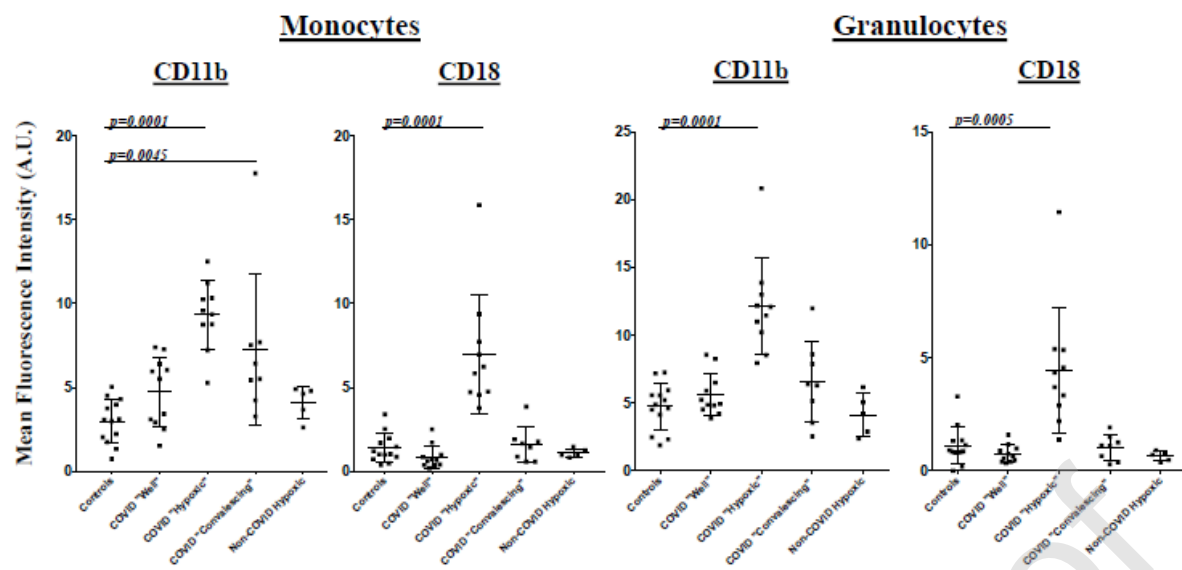 Monocytes
Granulocytes
CD11b
CD18
CD11b
CD18
Mean Fluorescence Intensity (A.U.)
p=0.0001
p=0.0045
20
15
10
5
0
Controls
COVID "Well"
COVID "Hypoxic"
COVID "Convalescing"
Non-COVID Hypoxic
p=0.0001
20
15
10
5
0
Controls
COVID "Well"
COVID "Hypoxic"
COVID "Convalescing"
Non-COVID Hypoxic
p=0.0001
25
20
15
10
5
0
Controls
COVID "Well"
COVID "Hypoxic"
COVID "Convalescing"
Non-COVID Hypoxic
p=0.0005
15
10
5
0
Controls
COVID "Well"
COVID "Hypoxic"
COVID "Convalescing"
Non-COVID Hypoxic